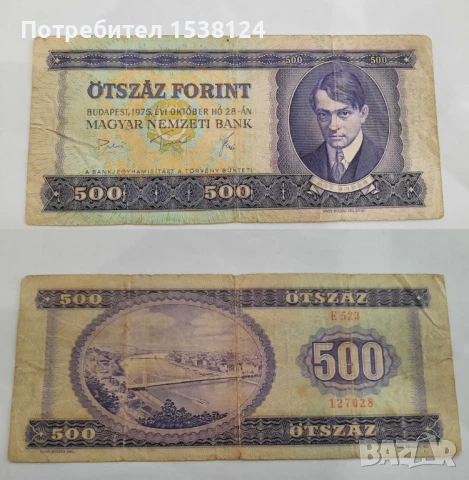 Потребител 1538124
500 500
ÖTSZÁZ FORINT
BUDAPEST, 1975. ÉVI OKTÓBER HÓ 28-ÁN
MAGYAR NEMZETI BANK
A BANKJEGYHAMISÍTÁST A TÖRVÉNY BÜNTETI
500 500
500 ÖTSZÁZ
E 523
500
127628
500 ÖTSZÁZ
BAZAR